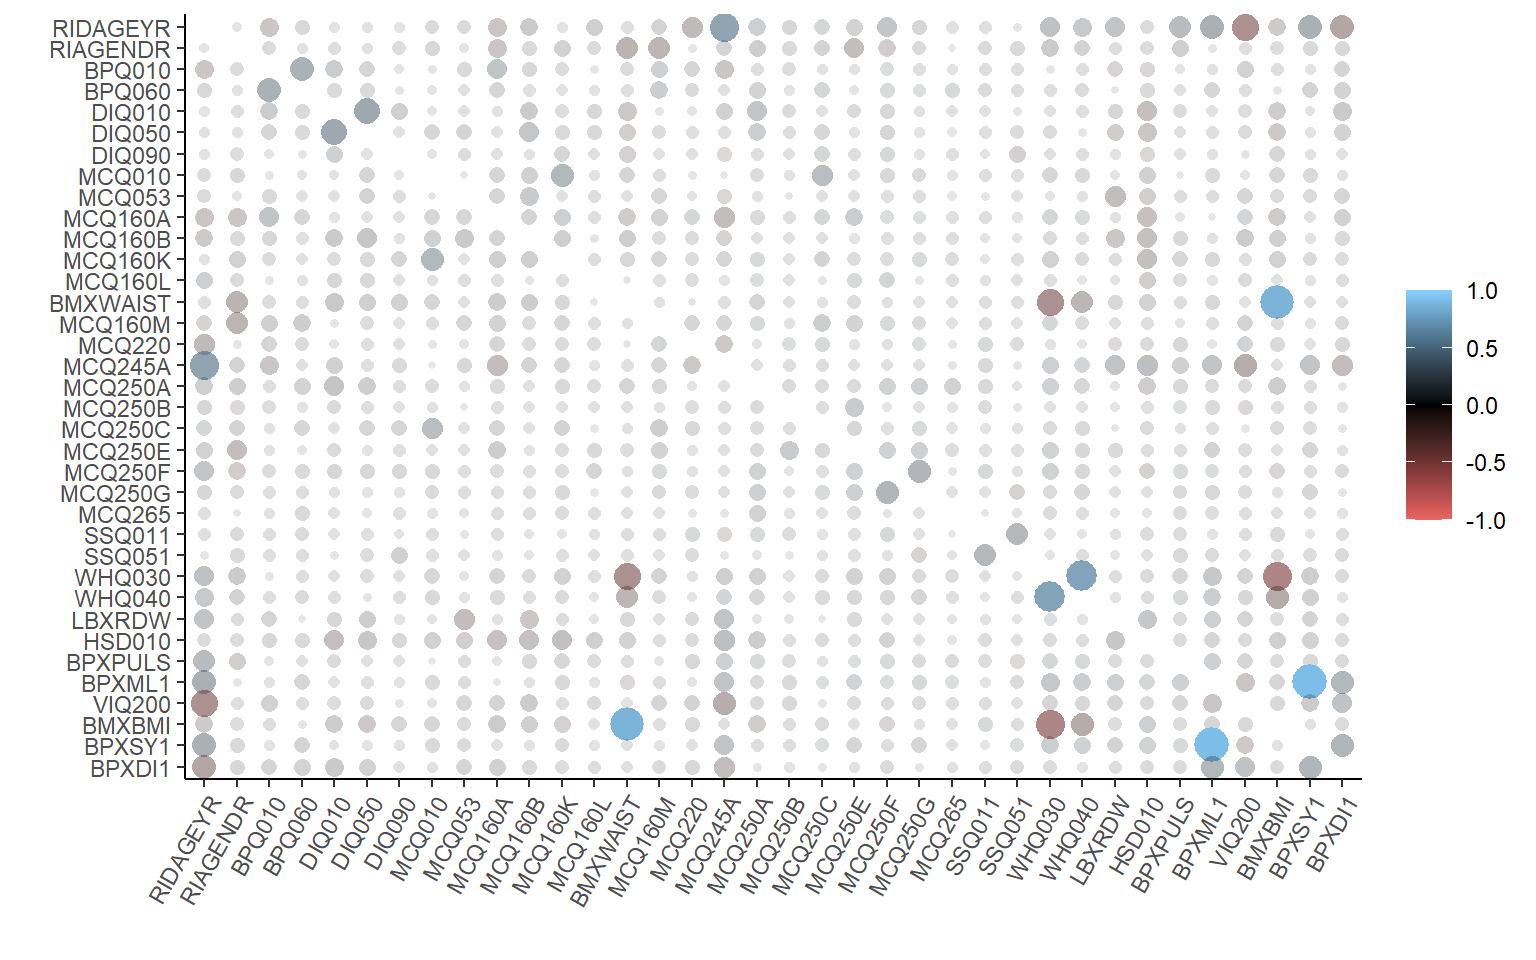 RIDAGEYR
RIAGENDR
BPQ010
BPQ060
DIQ010
DIQ050
DIQ090
MCQ010
MCQ053
MCQ160A
MCQ160B
MCQ160K
MCQ160L
BMXWAIST
MCQ160M
MCQ220
MCQ245A
MCQ250A
MCQ250B
MCQ250C
MCQ250E
MCQ250F
MCQ250G
MCQ265
SSQ011
SSQ051
WHQ030
WHQ040
LBXRDW
HSD010
BPXPULS
BPXML1
VIQ200
BMXBMI
BPXSY1
BPXDI1
RIDAGEYR
RIAGENDR
BPQ010
BPQ060
DIQ010
DIQ050
DIQ090
MCQ010
MCQ053
MCQ160A
MCQ160B
MCQ160K
MCQ160L
BMXWAIST
MCQ160M
MCQ220
MCQ245A
MCQ250A
MCQ250B
MCQ250C
MCQ250E
MCQ250F
MCQ250G
MCQ265
SSQ011
SSQ051
WHQ030
WHQ040
LBXRDW
HSD010
BPXPULS
BPXML1
VIQ200
BMXBMI
BPXSY1
BPXDI1
1.0
0.5
0.0
-0.5
-1.0